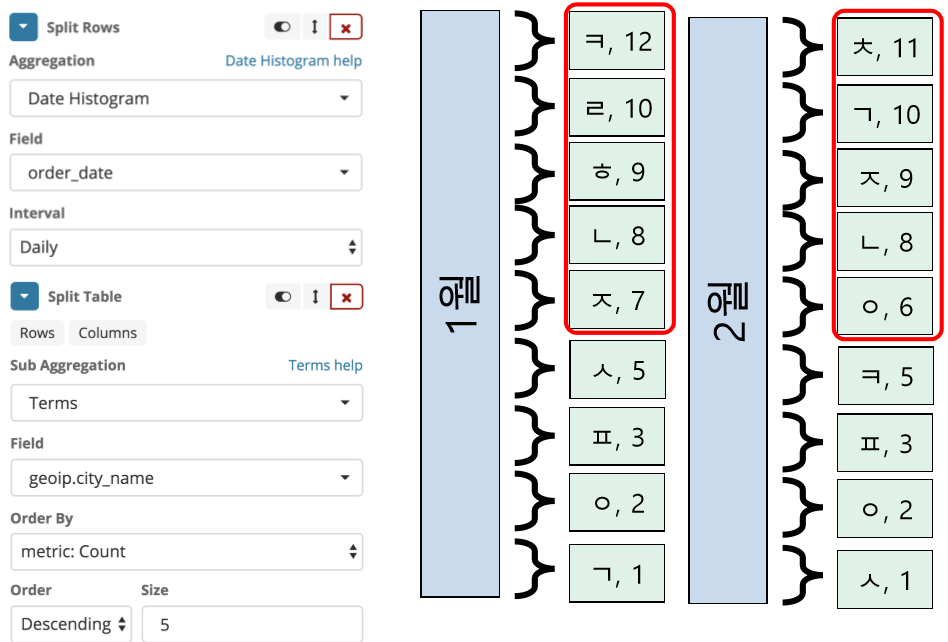 Split Rows
Aggregation
Date Histogram help
Date Histogram
Field
order_date
Interval
Daily
Split Table
Rows
Columns
Sub Aggregation
Terms help
Terms
Field
geoip.city_name
Order By
metric: Count
Order
Size
Descending
5
1월
ㅋ, 12
ㄹ, 10
ㅎ, 9
ㄴ, 8
ㅈ, 7
ㅅ, 5
ㅍ, 3
ㅇ, 2
ㄱ, 1
2월
ㅊ, 11
ㄱ, 10
ㅈ, 9
ㄴ, 8
ㅇ, 6
ㅋ, 5
ㅍ, 3
ㅇ, 2
ㅅ, 1